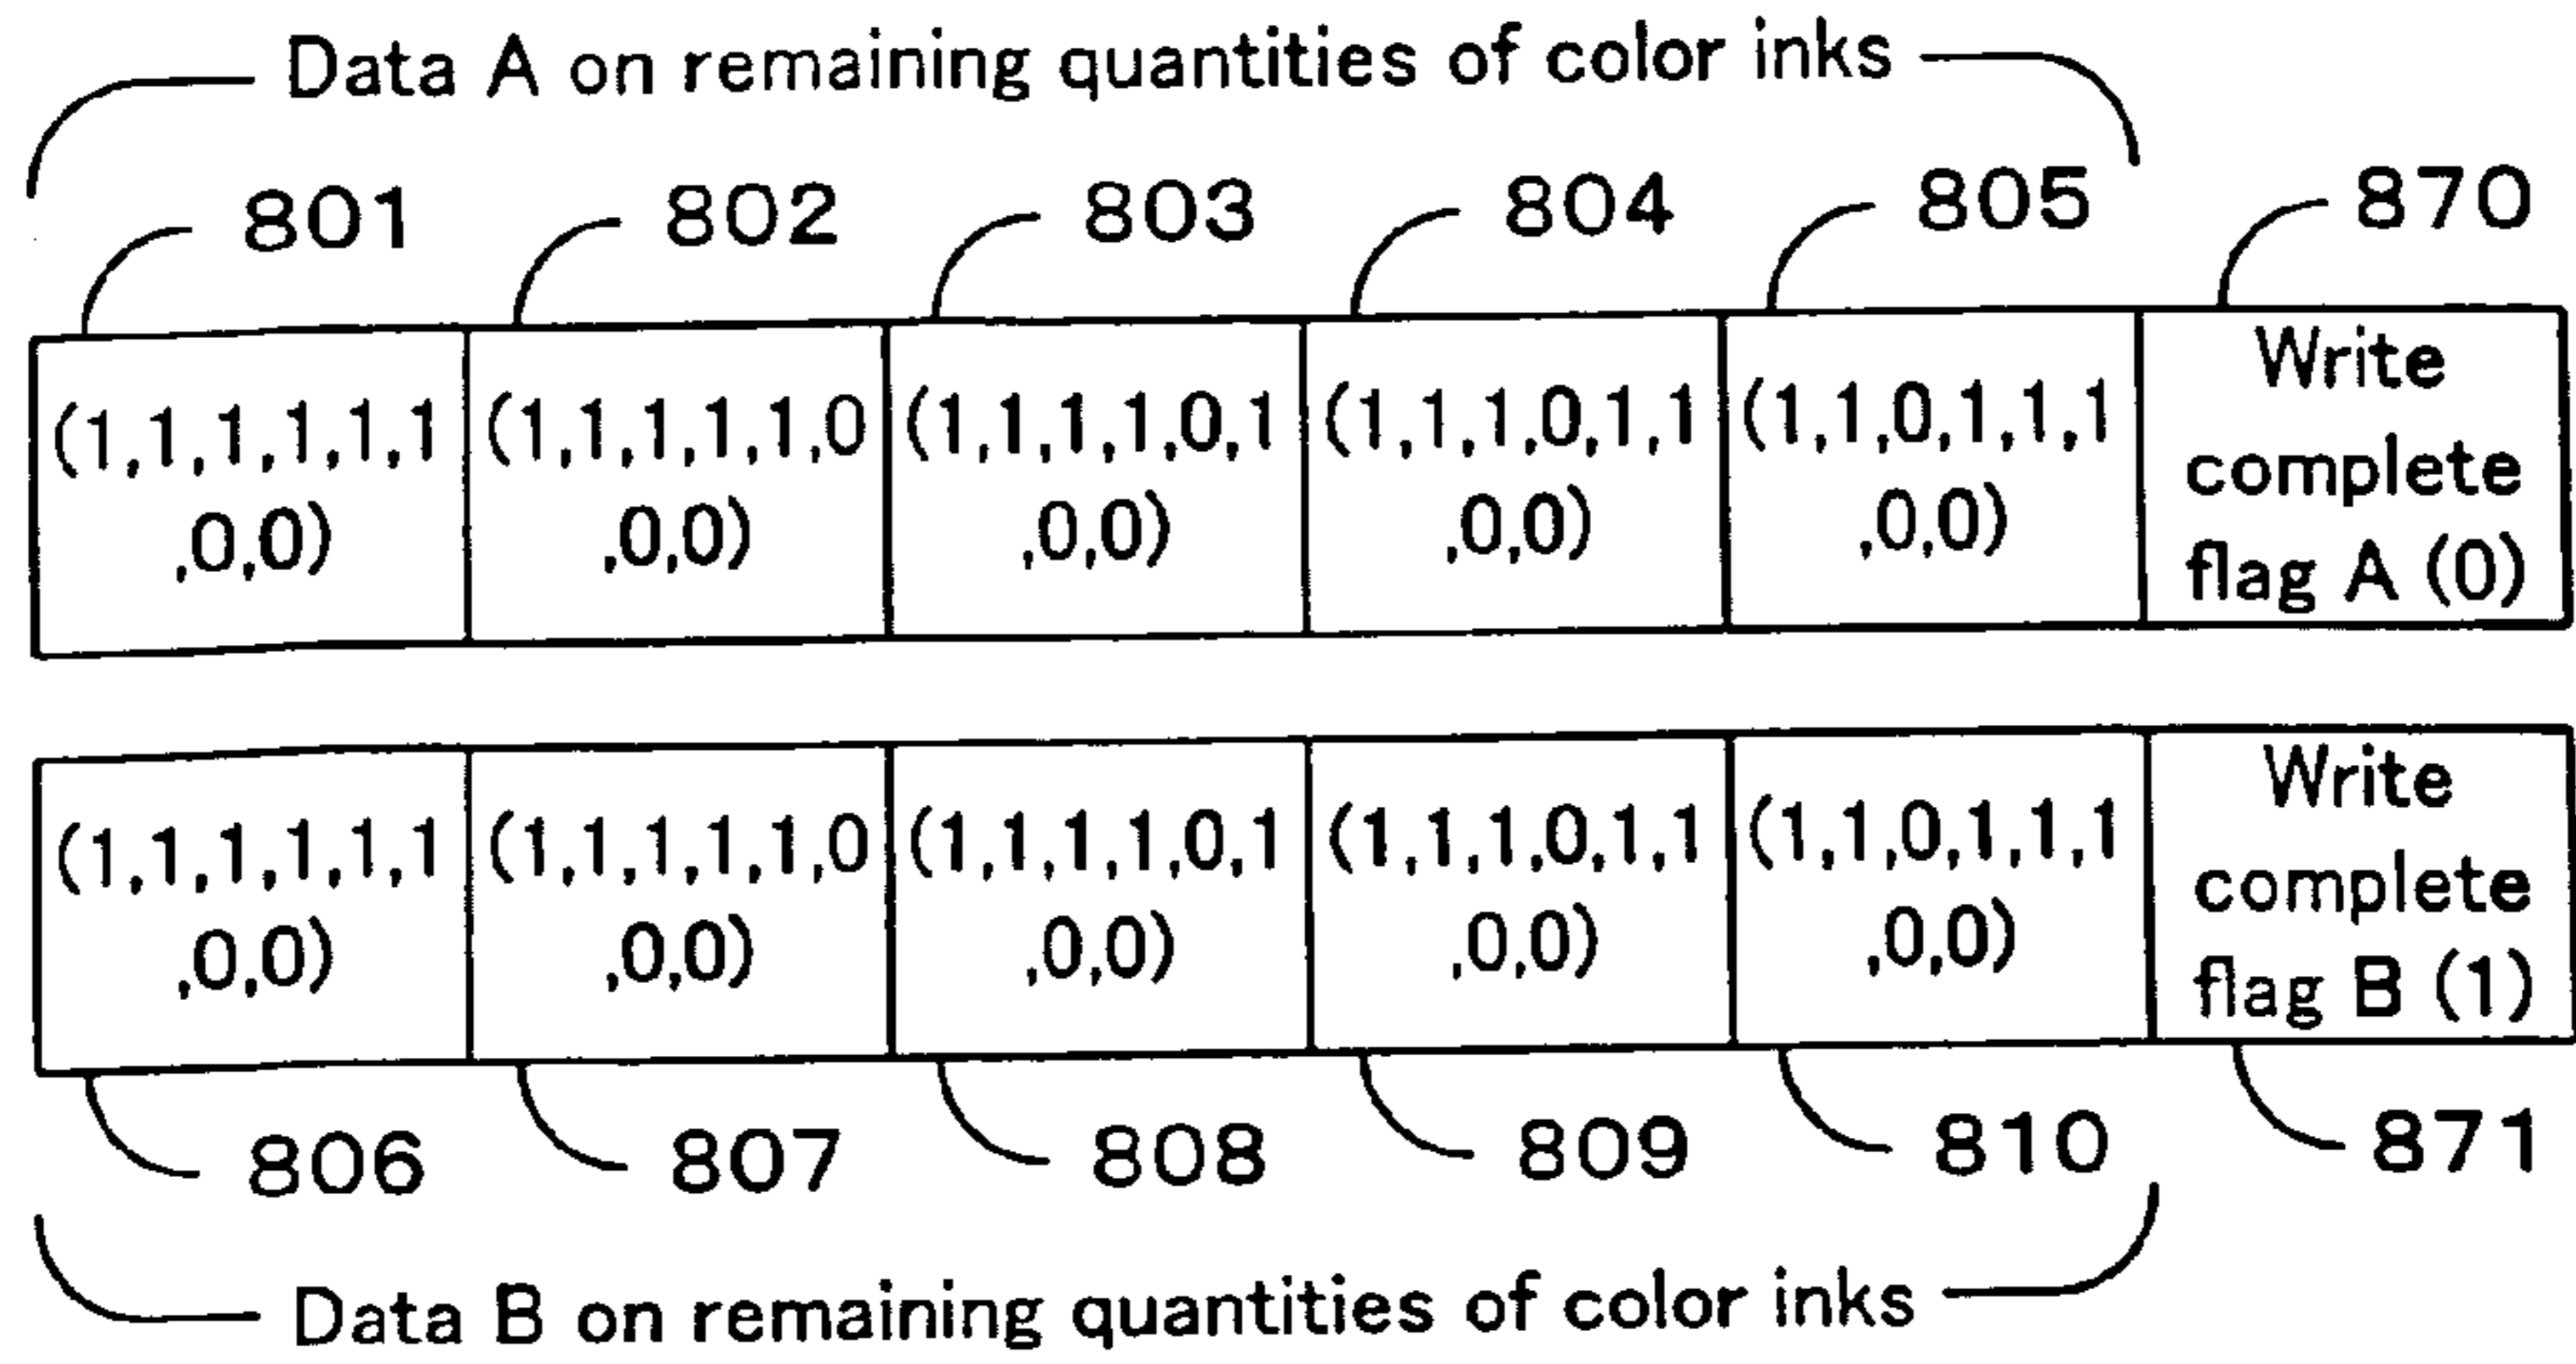 Data A on remaining quantities of color inks
801 802 803 804 805 870
(1,1,1,1,1,1 (1,1,1,1,1,0 (1,1,1,1,0,1 (1,1,1,0,1,1 (1,1,0,1,1,1 Write
,0,0) ,0,0) ,0,0) ,0,0) ,0,0) complete
flag A (0)
(1,1,1,1,1,1 (1,1,1,1,1,0 (1,1,1,1,0,1 (1,1,1,0,1,1 (1,1,0,1,1,1 Write
,0,0) ,0,0) ,0,0) ,0,0) ,0,0) complete
flag B (1)
806 807 808 809 810 871
Data B on remaining quantities of color inks